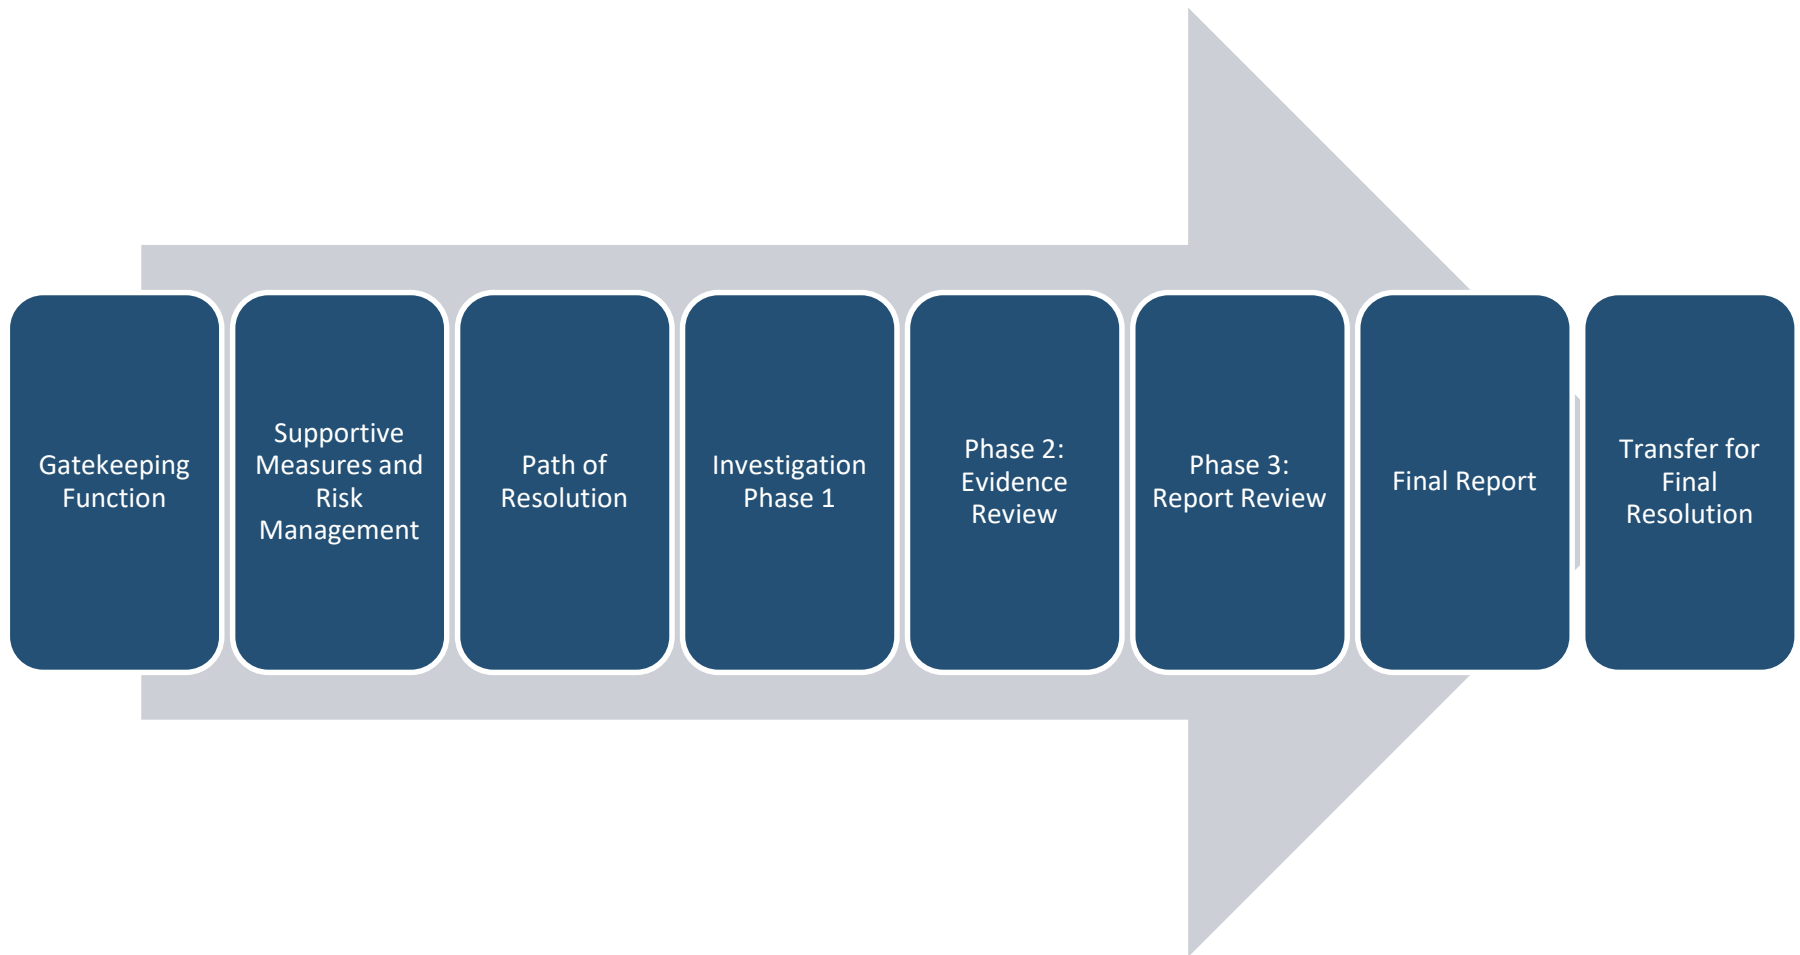 Gatekeeping
Function
Supportive
Measures and
Risk
Management
Path of
Resolution
Investigation
Phase 1
Phase 2:
Evidence
Review
Phase 3:
Report Review
Final Report
Transfer for
Final
Resolution